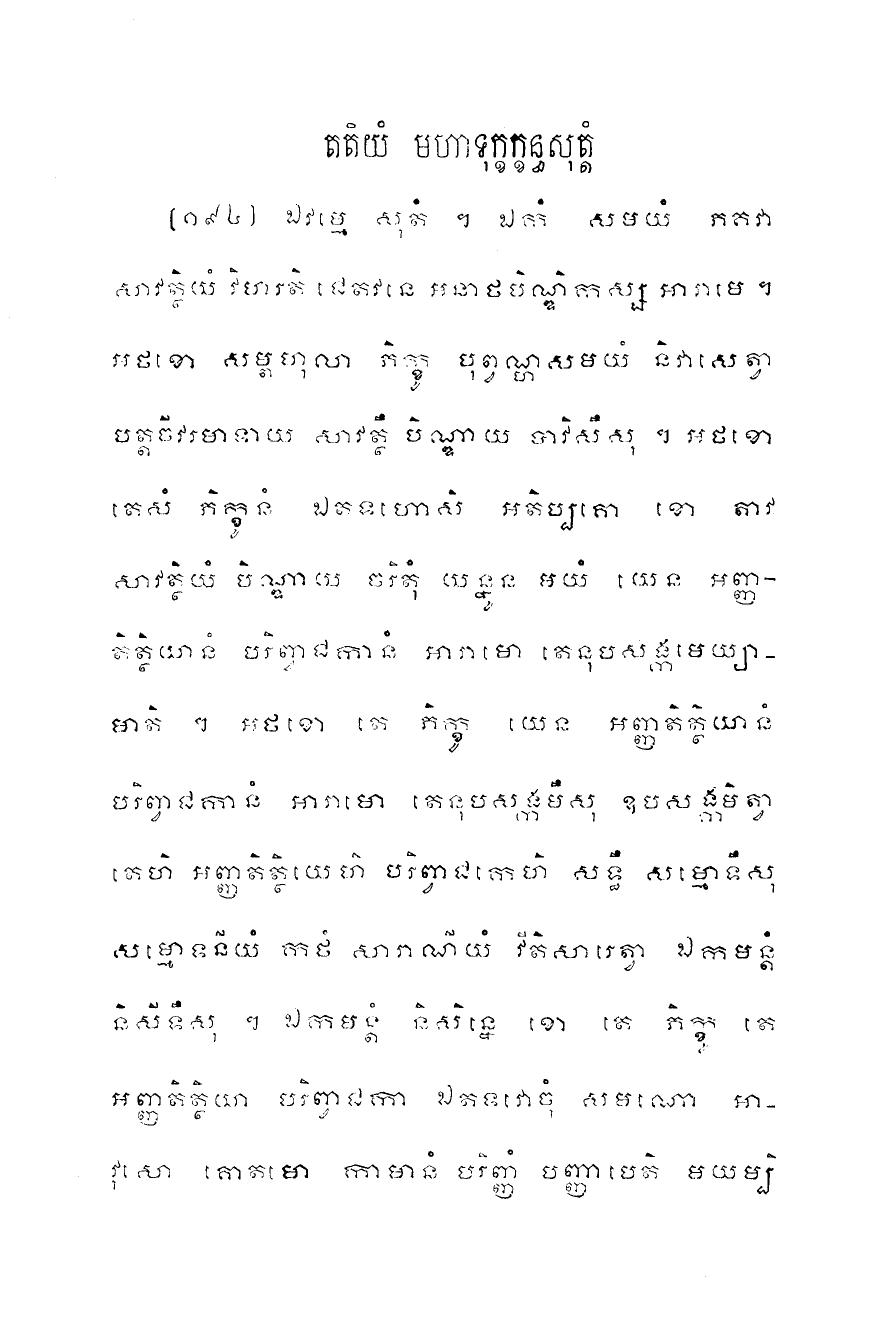 តតិយំ មហាទុក្ខក្ខន្ធសុត្តំ
(១៩៤) ឯវម្មេ សុតំ ។ ឯកំ សមយំ ភគវា
សាវត្ថិយំ វិហរតិ ជេតវនេ អនាថបិណ្ឌិកស្ស អារាមេ ។
អថខោ សម្ពហុលា ភិក្ខូ បុព្វណ្ហសមយំ និវាសេត្វា
បត្តចីវរមាទាយ សាវត្ថឹ បិណ្ឌាយ បាវិសឹសុ ។ អថខោ
តេសំ ភិក្ខូនំ ឯតទហោសិ អតិប្បគោ ខោ តាវ
សាវត្ថិយំ បិណ្ឌាយ ចរិតុំ យន្នូន មយំ យេន អញ្ញ-
តិត្ថិយានំ បរិព្វាជកានំ អារាមោ តេនុបសង្កមេយ្យា-
មាតិ ។ អថខោ តេ ភិក្ខូ យេន អញ្ញតិត្ថិយានំ
បរិព្វាជកានំ អារាមោ តេនុបសង្កមឹសុ ឧបសង្កមិត្វា
តេហិ អញ្ញតិត្ថិយេហិ បរិព្វាជកេហិ សទ្ធឹ សម្មោទឹសុ
សម្មោទនីយំ កថំ សារាណីយំ វីតិសារេត្វា ឯកមន្តំ
និសីទឹសុ ។ ឯកមន្តំ និសិន្នេ ខោ តេ ភិក្ខូ តេ
អញ្ញតិត្ថិយា បរិព្វាជកា ឯតទវោចុំ សមណោ អា-
វុសោ គោតមោ កាមានំ បរិញ្ញំ បញ្ញាបេតិ មយម្បិ